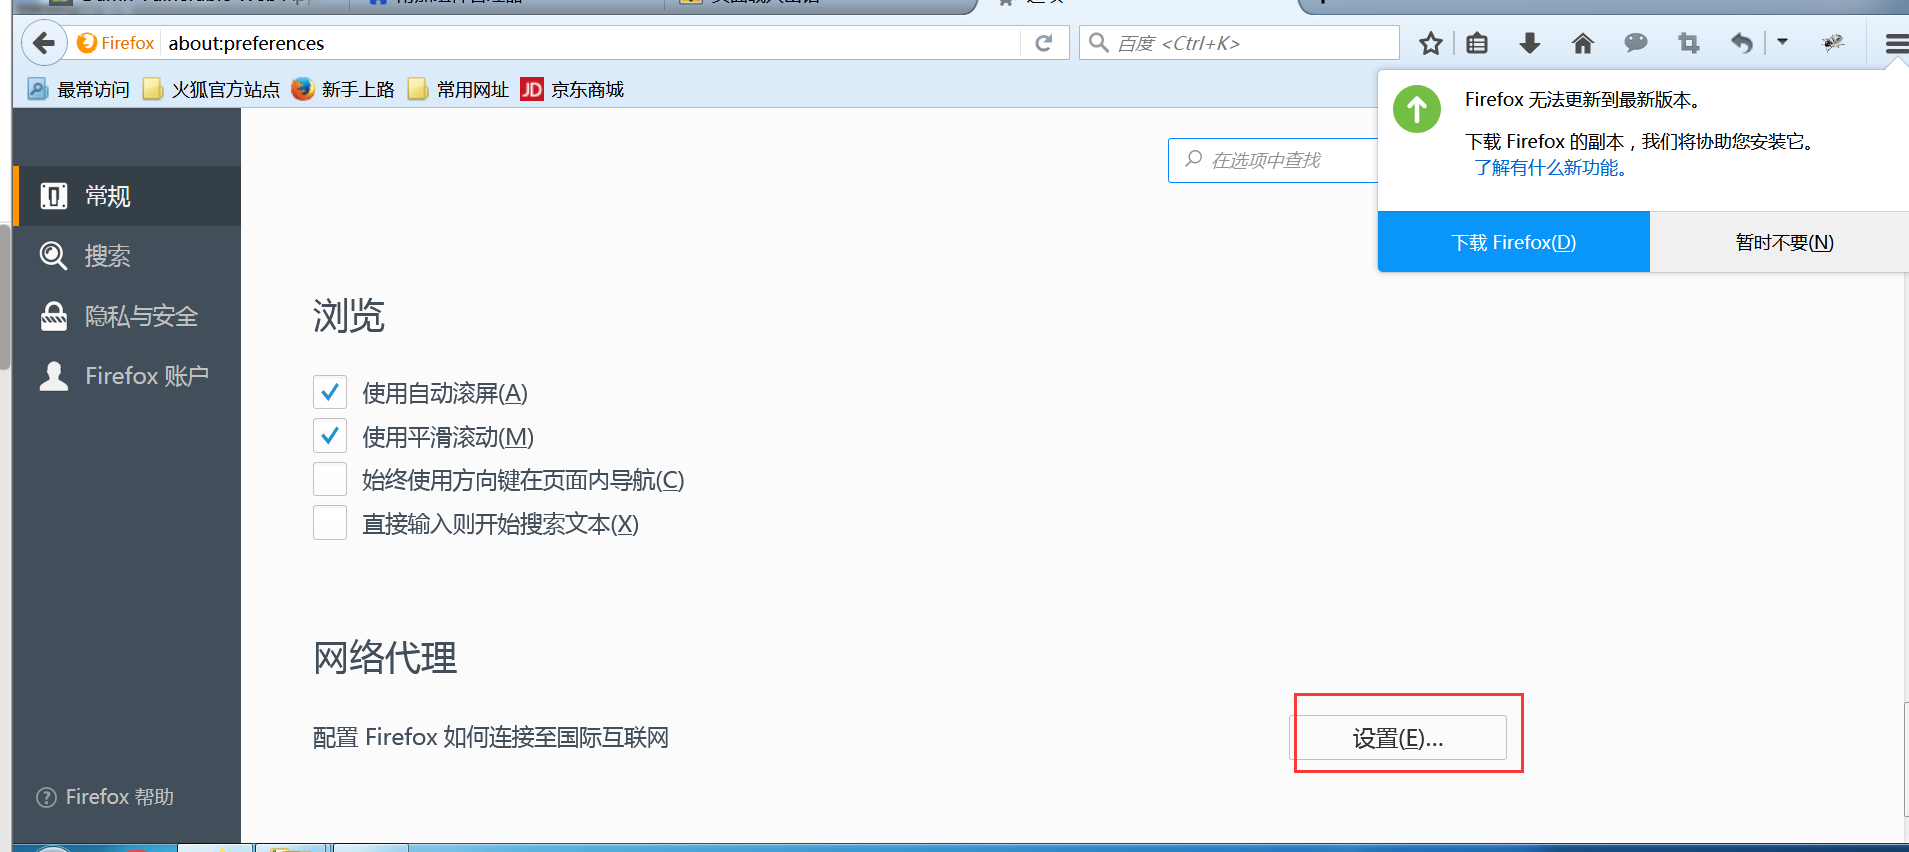 Firefox about:preferences 百度 <Ctrl+K>
最常访问 火狐官方站点 新手上路 常用网址 JD 京东商城
Firefox 无法更新到最新版本。
下载 Firefox 的副本，我们将协助您安装它。
了解有什么新功能。
下载 Firefox(D) 暂时不要(N)
在选项中查找
常规
搜索
隐私与安全
Firefox 账户
Firefox 帮助
浏览
使用自动滚屏(A)
使用平滑滚动(M)
始终使用方向键在页面内导航(C)
直接输入则开始搜索文本(X)
网络代理
配置 Firefox 如何连接至国际互联网 设置(E)...